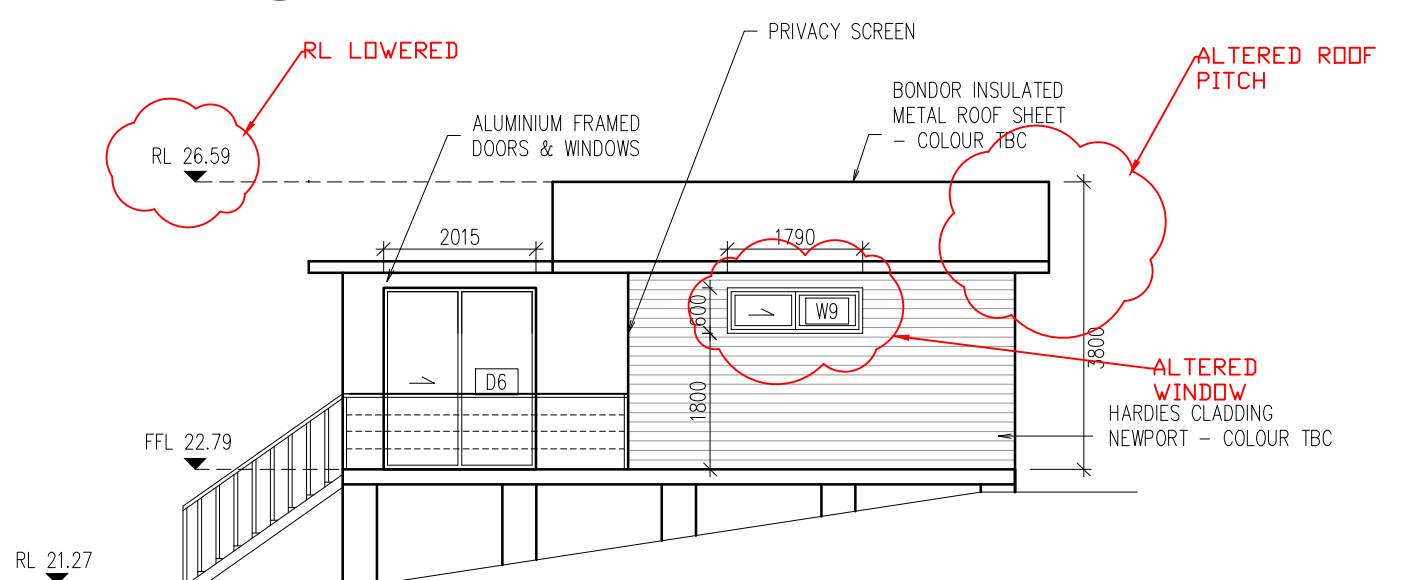 PRIVACY SCREEN
RL LOWERED
ALTERED ROOF
PITCH
BONDOR INSULATED
METAL ROOF SHEET
- COLOUR TBC
ALUMINIUM FRAMED
DOORS & WINDOWS
RL 26.59
2015
1790
600
W9
3800
ALTERED
WINDOW
D6
1800
HARDIES CLADDING
NEWPORT - COLOUR TBC
FFL 22.79
RL 21.27